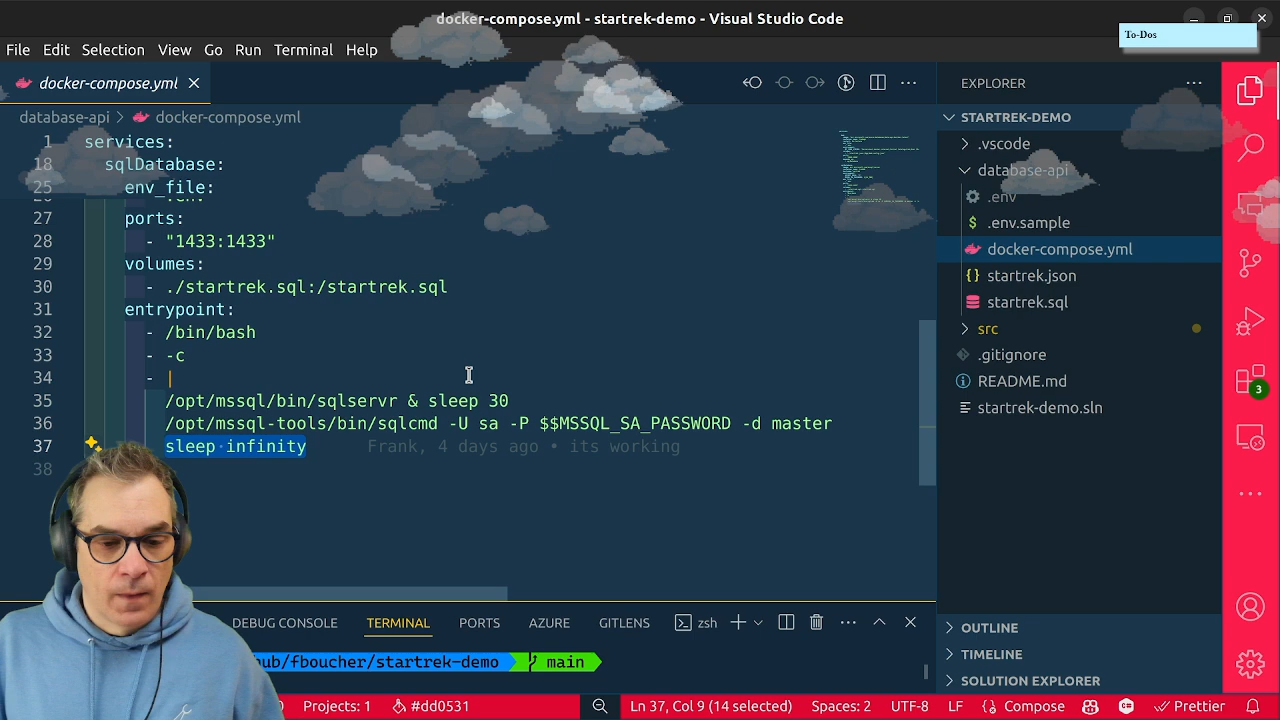 docker-compose.yml - startrek-demo - Visual Studio Code
To-Dos
File Edit Selection View Go Run Terminal Help
docker-compose.yml
database-api > docker-compose.yml
1 services:
18 sqlDatabase:
25 env_file:
27 ports:
28 - "1433:1433"
29 volumes:
30 - ./startrek.sql:/startrek.sql
31 entrypoint:
32 - /bin/bash
33 - -c
34 - |
35 /opt/mssql/bin/sqlservr & sleep 30
36 /opt/mssql-tools/bin/sqlcmd -U sa -P $$MSSQL_SA_PASSWORD -d master
37 sleep·infinity Frank, 4 days ago • its working
38
EXPLORER
STARTREK-DEMO
.vscode
database-api
.env
$ .env.sample
docker-compose.yml
{} startrek.json
startrek.sql
src
.gitignore
README.md
startrek-demo.sln
3
OUTLINE
TIMELINE
SOLUTION EXPLORER
DEBUG CONSOLE TERMINAL PORTS AZURE GITLENS zsh
hub/fboucher/startrek-demo main
Projects: 1 #dd0531 Ln 37, Col 9 (14 selected) Spaces: 2 UTF-8 LF Compose Prettier